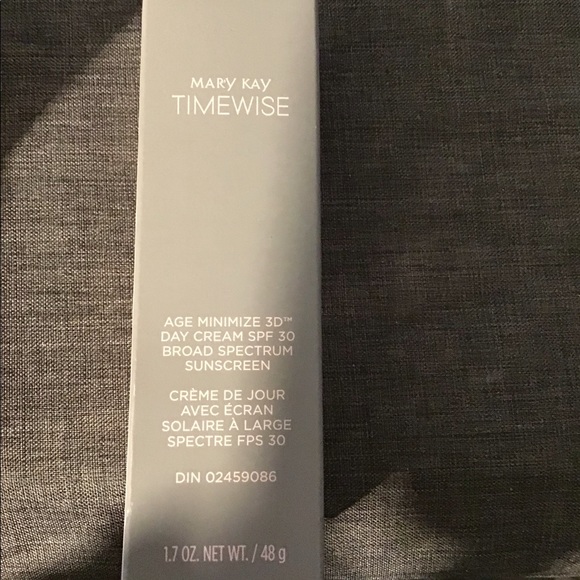 MARY KAY
TIMEWISE
AGE MINIMIZE 3D™
DAY CREAM SPF 30
BROAD SPECTRUM
SUNSCREEN
CRÈME DE JOUR
AVEC ÉCRAN
SOLAIRE À LARGE
SPECTRE FPS 30
DIN 02459086
1.7 OZ. NET WT. / 48 g